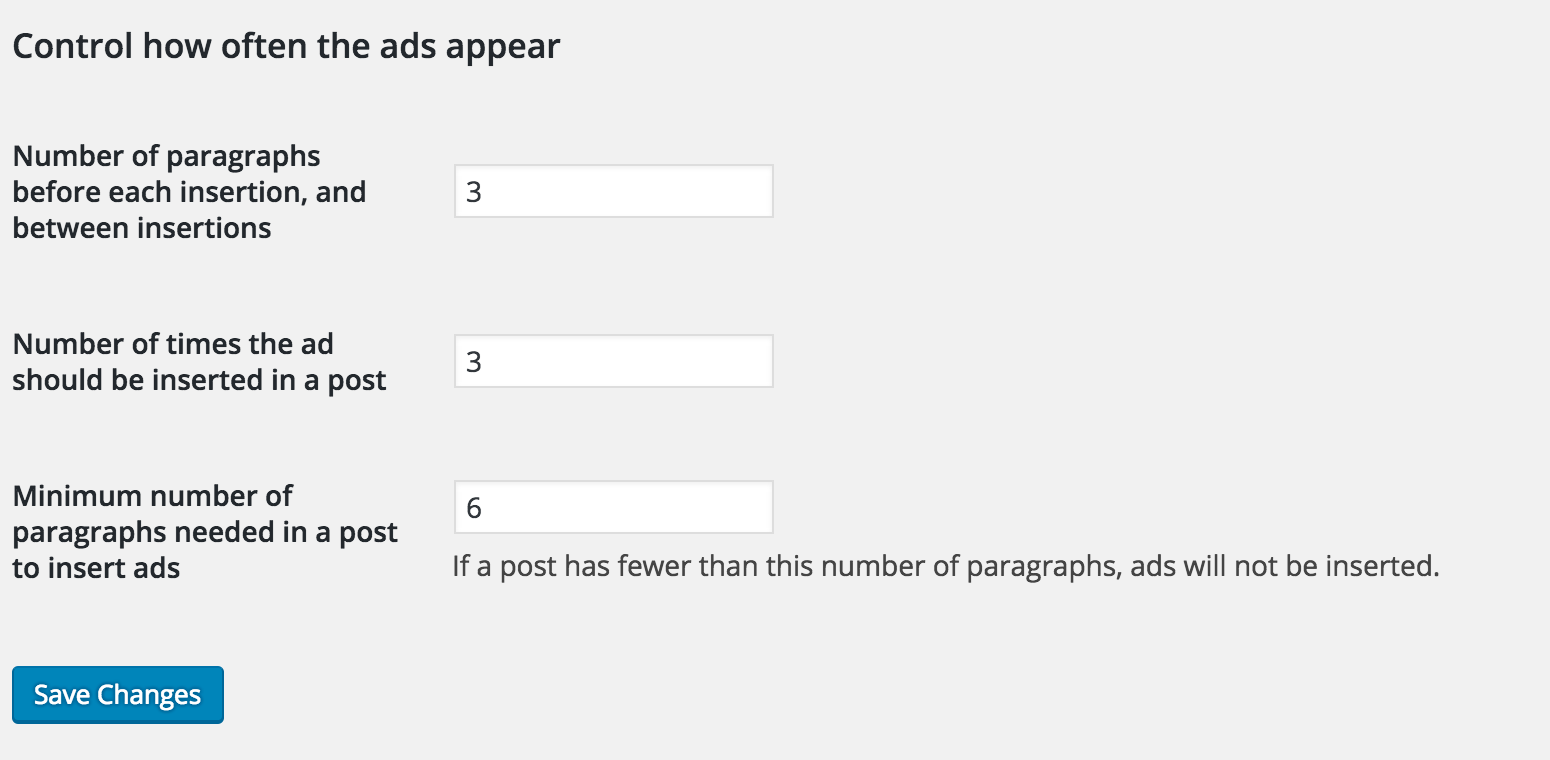 Control how often the ads appear
Number of paragraphs
before each insertion, and
between insertions
3
Number of times the ad
should be inserted in a post
3
Minimum number of
paragraphs needed in a post
to insert ads
6
If a post has fewer than this number of paragraphs, ads will not be inserted.
Save Changes